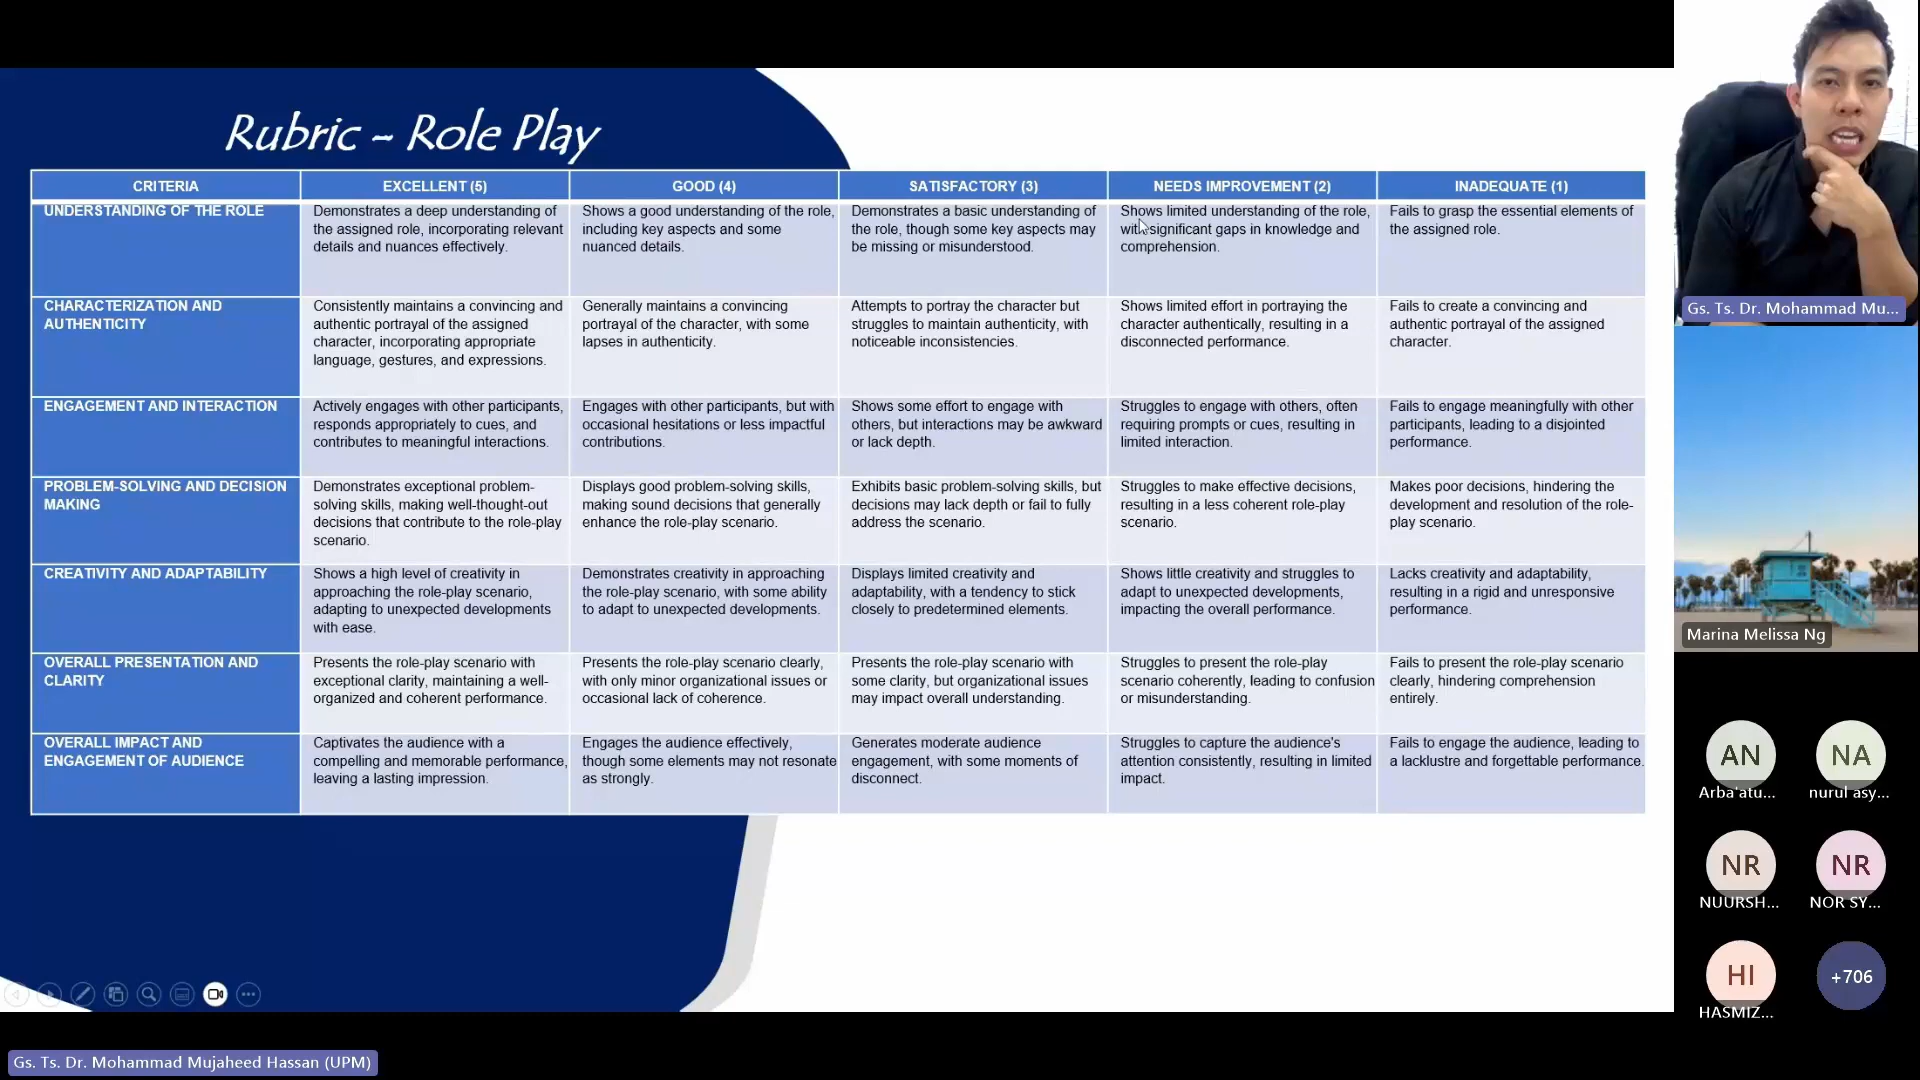 Rubric ~ Role Play
CRITERIA
EXCELLENT (5)
GOOD (4)
SATISFACTORY (3)
NEEDS IMPROVEMENT (2)
INADEQUATE (1)
UNDERSTANDING OF THE ROLE
Demonstrates a deep understanding of
the assigned role, incorporating relevant
details and nuances effectively.
Shows a good understanding of the role,
including key aspects and some
nuanced details.
Demonstrates a basic understanding of
the role, though some key aspects may
be missing or misunderstood.
Shows limited understanding of the role,
with significant gaps in knowledge and
comprehension.
Fails to grasp the essential elements of
the assigned role.
CHARACTERIZATION AND
AUTHENTICITY
Consistently maintains a convincing and
authentic portrayal of the assigned
character, incorporating appropriate
language, gestures, and expressions.
Generally maintains a convincing
portrayal of the character, with some
lapses in authenticity.
Attempts to portray the character but
struggles to maintain authenticity, with
noticeable inconsistencies.
Shows limited effort in portraying the
character authentically, resulting in a
disconnected performance.
Fails to create a convincing and
authentic portrayal of the assigned
character.
ENGAGEMENT AND INTERACTION
Actively engages with other participants,
responds appropriately to cues, and
contributes to meaningful interactions.
Engages with other participants, but with
occasional hesitations or less impactful
contributions.
Shows some effort to engage with
others, but interactions may be awkward
or lack depth.
Struggles to engage with others, often
requiring prompts or cues, resulting in
limited interaction.
Fails to engage meaningfully with other
participants, leading to a disjointed
performance.
PROBLEM-SOLVING AND DECISION
MAKING
Demonstrates exceptional problem-
solving skills, making well-thought-out
decisions that contribute to the role-play
scenario.
Displays good problem-solving skills,
making sound decisions that generally
enhance the role-play scenario.
Exhibits basic problem-solving skills, but
decisions may lack depth or fail to fully
address the scenario.
Struggles to make effective decisions,
resulting in a less coherent role-play
scenario.
Makes poor decisions, hindering the
development and resolution of the role-
play scenario.
CREATIVITY AND ADAPTABILITY
Shows a high level of creativity in
approaching the role-play scenario,
adapting to unexpected developments
with ease.
Demonstrates creativity in approaching
the role-play scenario, with some ability
to adapt to unexpected developments.
Displays limited creativity and
adaptability, with a tendency to stick
closely to predetermined elements.
Shows little creativity and struggles to
adapt to unexpected developments,
impacting the overall performance.
Lacks creativity and adaptability,
resulting in a rigid and unresponsive
performance.
OVERALL PRESENTATION AND
CLARITY
Presents the role-play scenario with
exceptional clarity, maintaining a well-
organized and coherent performance.
Presents the role-play scenario clearly,
with only minor organizational issues or
occasional lack of coherence.
Presents the role-play scenario with
some clarity, but organizational issues
may impact overall understanding.
Struggles to present the role-play
scenario coherently, leading to confusion
or misunderstanding.
Fails to present the role-play scenario
clearly, hindering comprehension
entirely.
OVERALL IMPACT AND
ENGAGEMENT OF AUDIENCE
Captivates the audience with a
compelling and memorable performance,
leaving a lasting impression.
Engages the audience effectively,
though some elements may not resonate
as strongly.
Generates moderate audience
engagement, with some moments of
disconnect.
Struggles to capture the audience's
attention consistently, resulting in limited
impact.
Fails to engage the audience, leading to
a lacklustre and forgettable performance.
Gs. Ts. Dr. Mohammad Mu...
Marina Melissa Ng
AN
Arba'atu...
NA
nurul asy...
NR
NUURSH...
NR
NOR SY...
HI
HASMIZ...
+706
Gs. Ts. Dr. Mohammad Mujaheed Hassan (UPM)